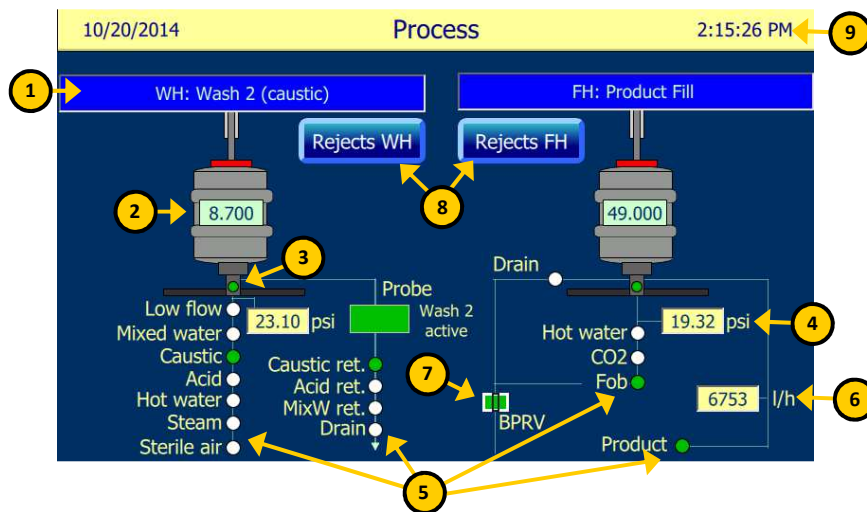 10/20/2014 Process 2:15:26 PM 9
1 WH: Wash 2 (caustic) FH: Product Fill
Rejects WH Rejects FH
8
2 8.700 49.000
3 Drain
Probe
Low flow 23.10 psi Wash 2 19.32 psi 4
Mixed water active Hot water
Caustic Caustic ret. 7 CO2
Acid Acid ret. Fob
Hot water MixW ret. 6753 l/h 6
Steam Drain BPRV
Sterile air Product
5